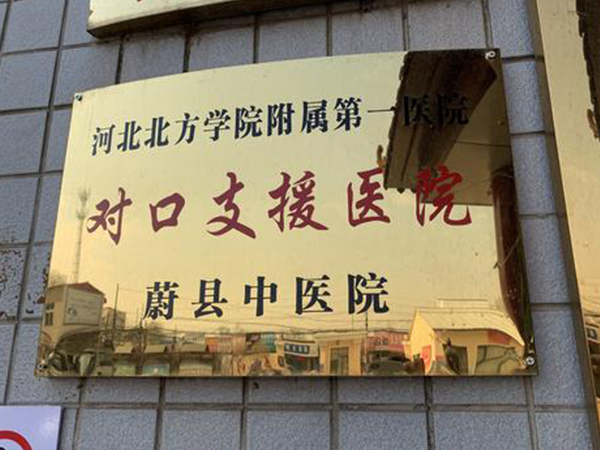 河北北方学院附属第一医院
对口支援医院
蔚县中医院